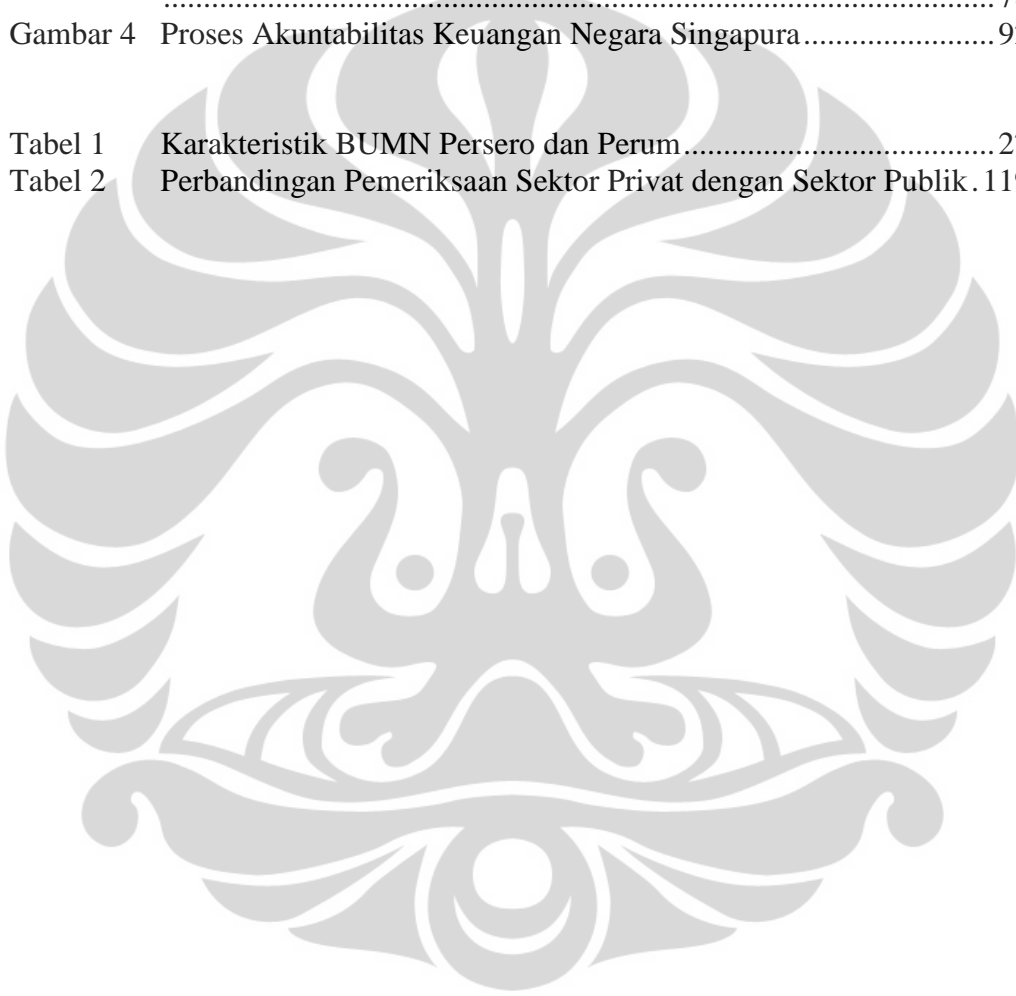 Gambar 4 Proses Akuntabilitas Keuangan Negara Singapura
Tabel 1 Karakteristik BUMN Persero dan Perum
Tabel 2 Perbandingan Pemeriksaan Sektor Privat dengan Sektor Publik